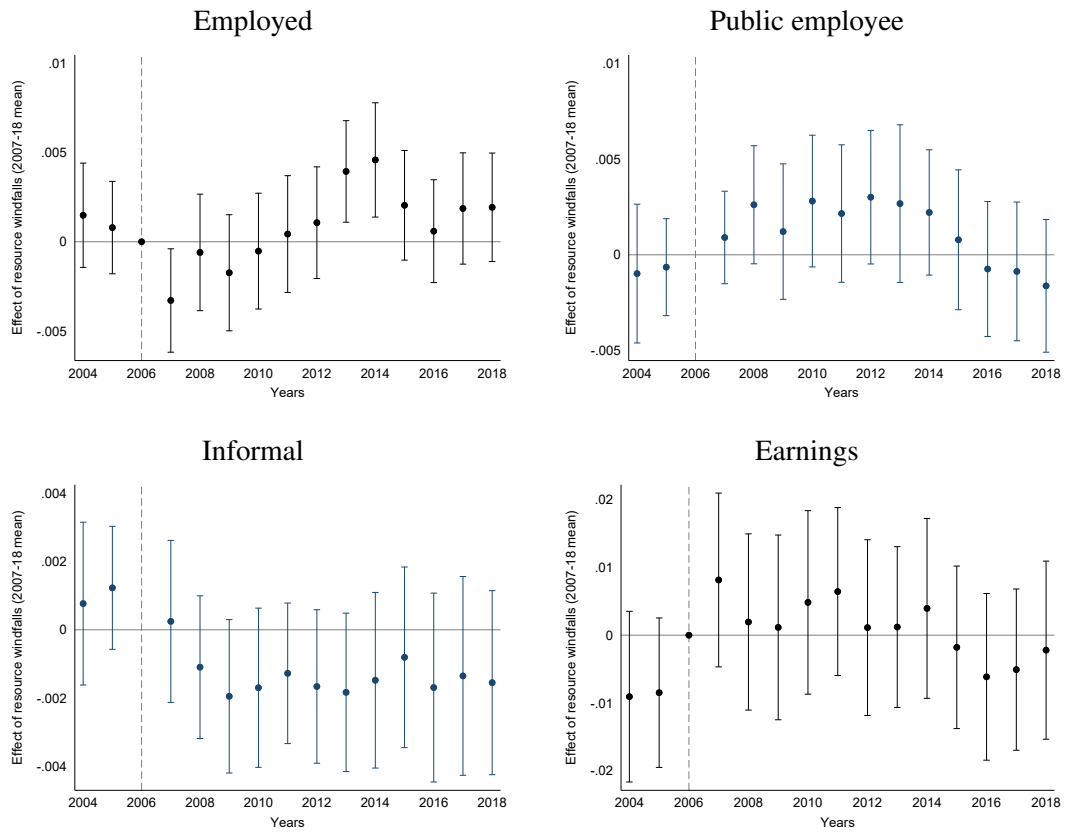 Employed
Effect of resource windfalls (2007-18 mean)
.01
.005
0
-.005
2004 2006 2008 2010 2012 2014 2016 2018
Years
Public employee
Effect of resource windfalls (2007-18 mean)
.01
.005
0
-.005
2004 2006 2008 2010 2012 2014 2016 2018
Years
Informal
Effect of resource windfalls (2007-18 mean)
.004
.002
0
-.002
-.004
2004 2006 2008 2010 2012 2014 2016 2018
Years
Earnings
Effect of resource windfalls (2007-18 mean)
.02
.01
0
-.01
-.02
2004 2006 2008 2010 2012 2014 2016 2018
Years